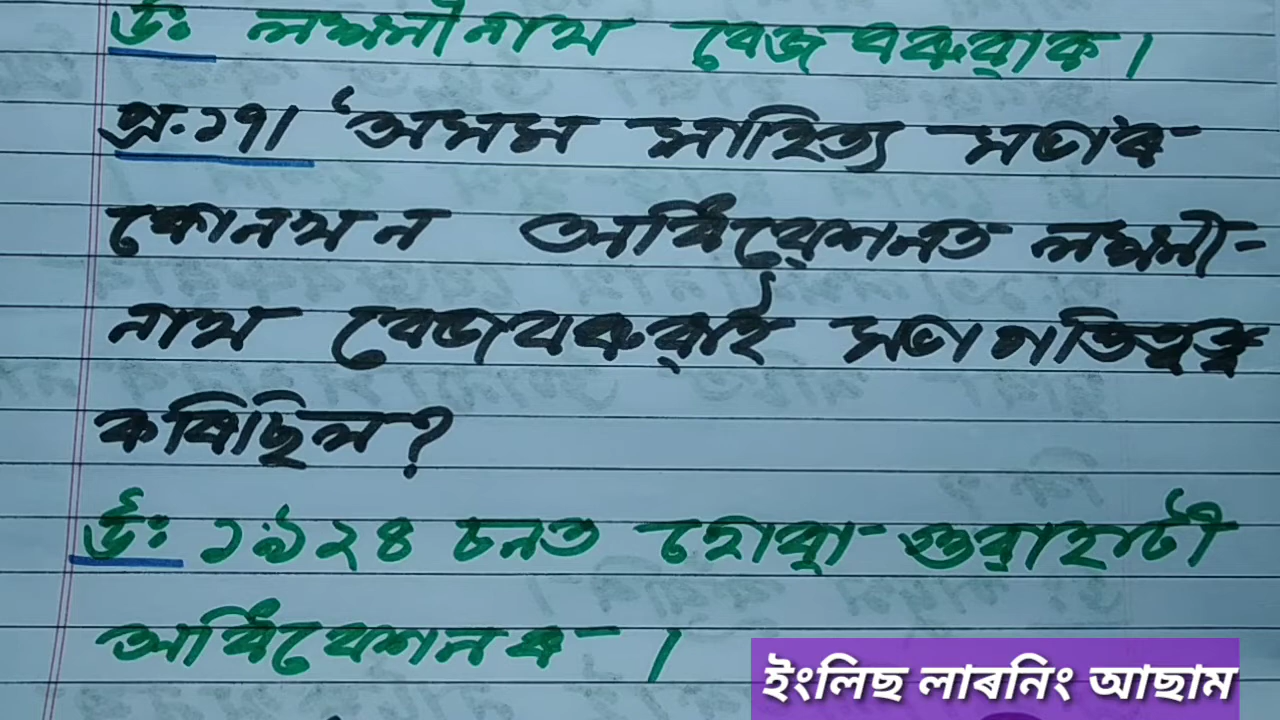 উঃ লক্ষ্মীনাথ বেজবৰুৱাক।
প্ৰ.১৭। 'অসম সাহিত্য সভাৰ
কোনখন অধিবেশনত লক্ষ্মী-
নাথ বেজবৰুৱাই সভাপতিত্ব
কৰিছিল?
উঃ ১৯২৪ চনত হোৱা গুৱাহাটী
অধিবেশনৰ।
ইংলিছ লাৰনিং আছাম